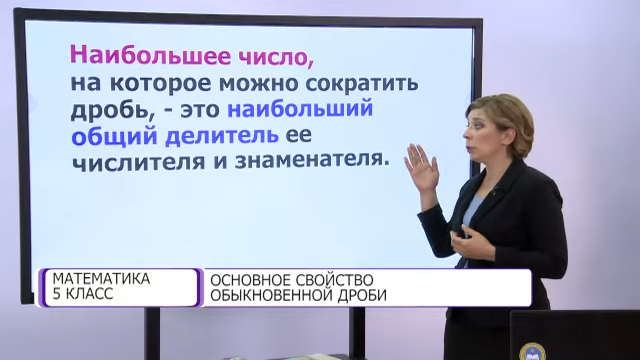 Наибольшее число,
на которое можно сократить
дробь, - это наибольший
общий делитель ее
числителя и знаменателя.
МАТЕМАТИКА
5 КЛАСС
ОСНОВНОЕ СВОЙСТВО
ОБЫКНОВЕННОЙ ДРОБИ